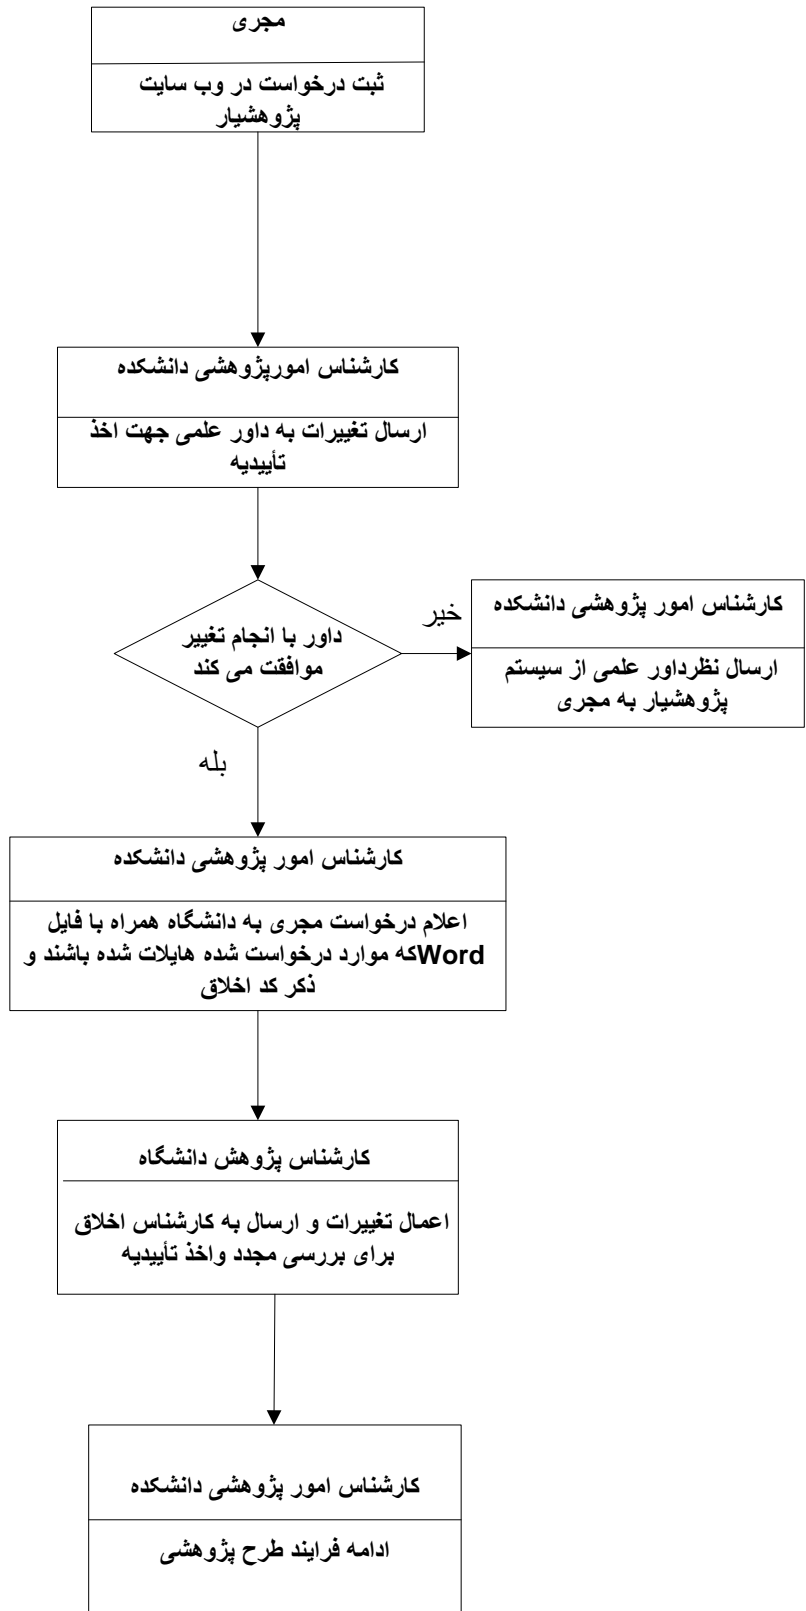 مجری
ثبت درخواست در وب سایت
پژوهشیار
کارشناس امورپژوهشی دانشکده
ارسال تغییرات به داور علمی جهت اخذ
تأییدیه
داور با انجام تغییر
موافقت می کند
خیر
کارشناس امور پژوهشی دانشکده
ارسال نظرداور علمی از سیستم
پژوهشیار به مجری
بله
کارشناس امور پژوهشی دانشکده
اعلام درخواست مجری به دانشگاه همراه با فایل
Wordکه موارد درخواست شده هایلات شده باشند و
ذکر کد اخلاق
کارشناس پژوهش دانشگاه
اعمال تغییرات و ارسال به کارشناس اخلاق
برای بررسی مجدد واخذ تأییدیه
کارشناس امور پژوهشی دانشکده
ادامه فرایند طرح پژوهشی